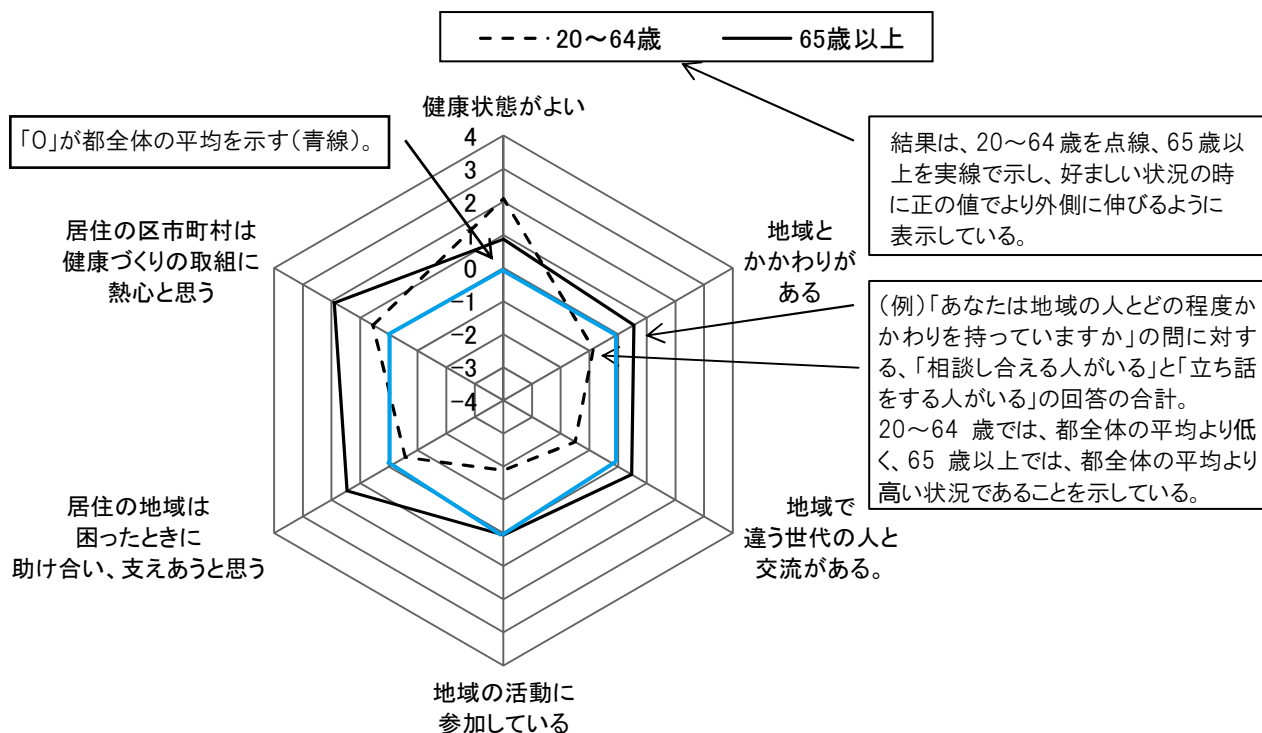 20～64歳
65歳以上
「0」が都全体の平均を示す（青線）。
健康状態がよい
結果は、20～64歳を点線、65歳以
上を実線で示し、好ましい状況の時
に正の値でより外側に伸びるように
表示している。
4
3
2
1
0
－1
－2
－3
－4
居住の区市町村は
健康づくりの取組に
熱心と思う
地域と
かかわりが
ある
（例）「あなたは地域の人とどの程度か
かわりを持っていますか」の問に対す
る、「相談し合える人がいる」と「立ち話
をする人がいる」の回答の合計。
20～64 歳では、都全体の平均より低
く、65 歳以上では、都全体の平均より
高い状況であることを示している。
居住の地域は
困ったときに
助け合い、支えあうと思う
地域で
違う世代の人と
交流がある。
地域の活動に
参加している